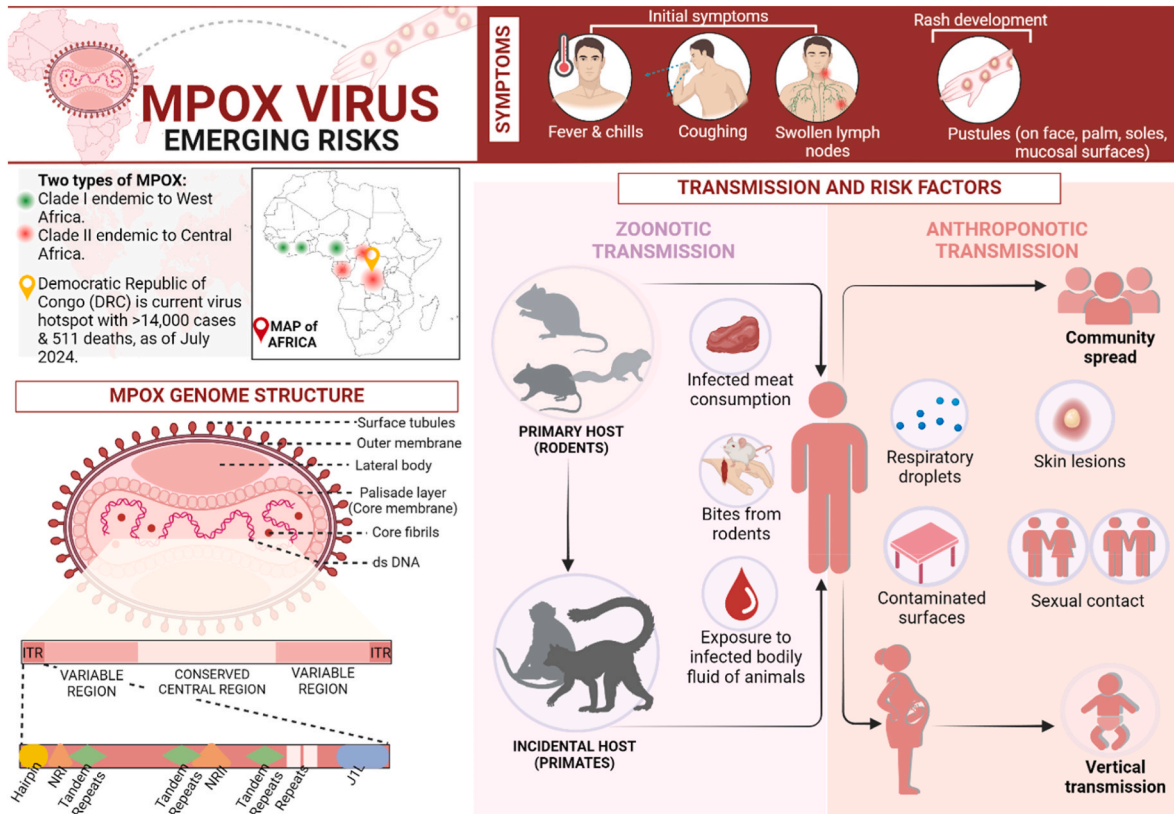 MPOX VIRUS
EMERGING RISKS
SYMPTOMS
Initial symptoms
Fever & chills
Coughing
Swollen lymph
nodes
Rash development
Pustules (on face, palm, soles,
mucosal surfaces)
Two types of MPOX:
Clade I endemic to West
Africa.
Clade II endemic to Central
Africa.
Democratic Republic of
Congo (DRC) is current virus
hotspot with >14,000 cases
& 511 deaths, as of July
2024.
MAP of
AFRICA
MPOX GENOME STRUCTURE
Surface tubules
Outer membrane
Lateral body
Palisade layer
(Core membrane)
Core fibrils
ds DNA
ITR
ITR
VARIABLE
REGION
CONSERVED
CENTRAL REGION
VARIABLE
REGION
Hairpin
NRI
Tandem
Repeats
Tandem
Repeats
NRII
Tandem
Repeats
Repeats
J1L
TRANSMISSION AND RISK FACTORS
ZOONOTIC
TRANSMISSION
PRIMARY HOST
(RODENTS)
INCIDENTAL HOST
(PRIMATES)
Infected meat
consumption
Bites from
rodents
Exposure to
infected bodily
fluid of animals
ANTHROPONOTIC
TRANSMISSION
Community
spread
Respiratory
droplets
Skin lesions
Contaminated
surfaces
Sexual contact
Vertical
transmission